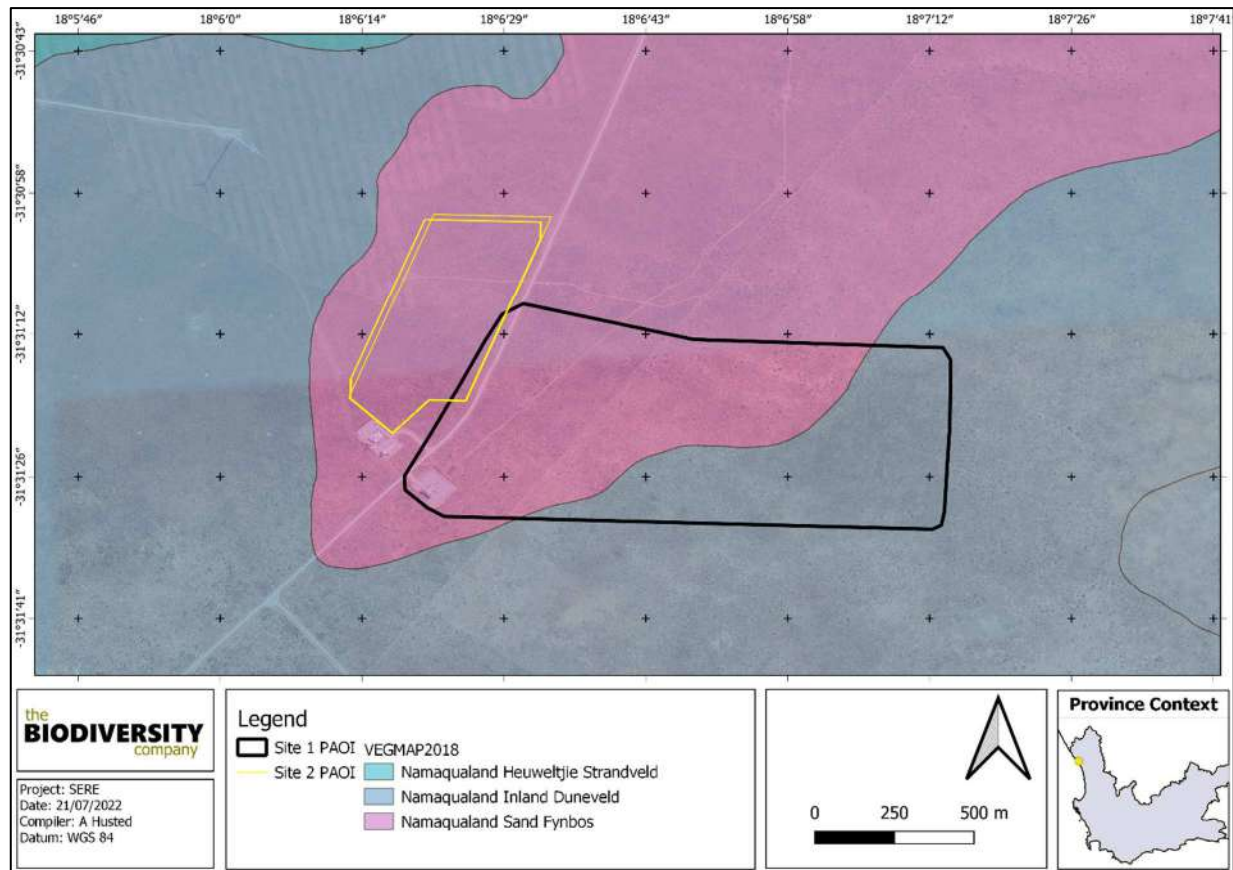 18°5'46" 18°6'0" 18°6'14" 18°6'29" 18°6'43" 18°6'58" 18°7'12" 18°7'26" 18°7'41"
-31°30'43"
-31°30'58"
-31°31'12"
-31°31'26"
-31°31'41"
the
BIODIVERSITY
company
Project: SERE
Date: 21/07/2022
Compiler: A Husted
Datum: WGS 84
Legend
Site 1 PAOI
Site 2 PAOI
VEGMAP2018
Namaqualand Heuweltjie Strandveld
Namaqualand Inland Duneveld
Namaqualand Sand Fynbos
0 250 500 m
Province Context